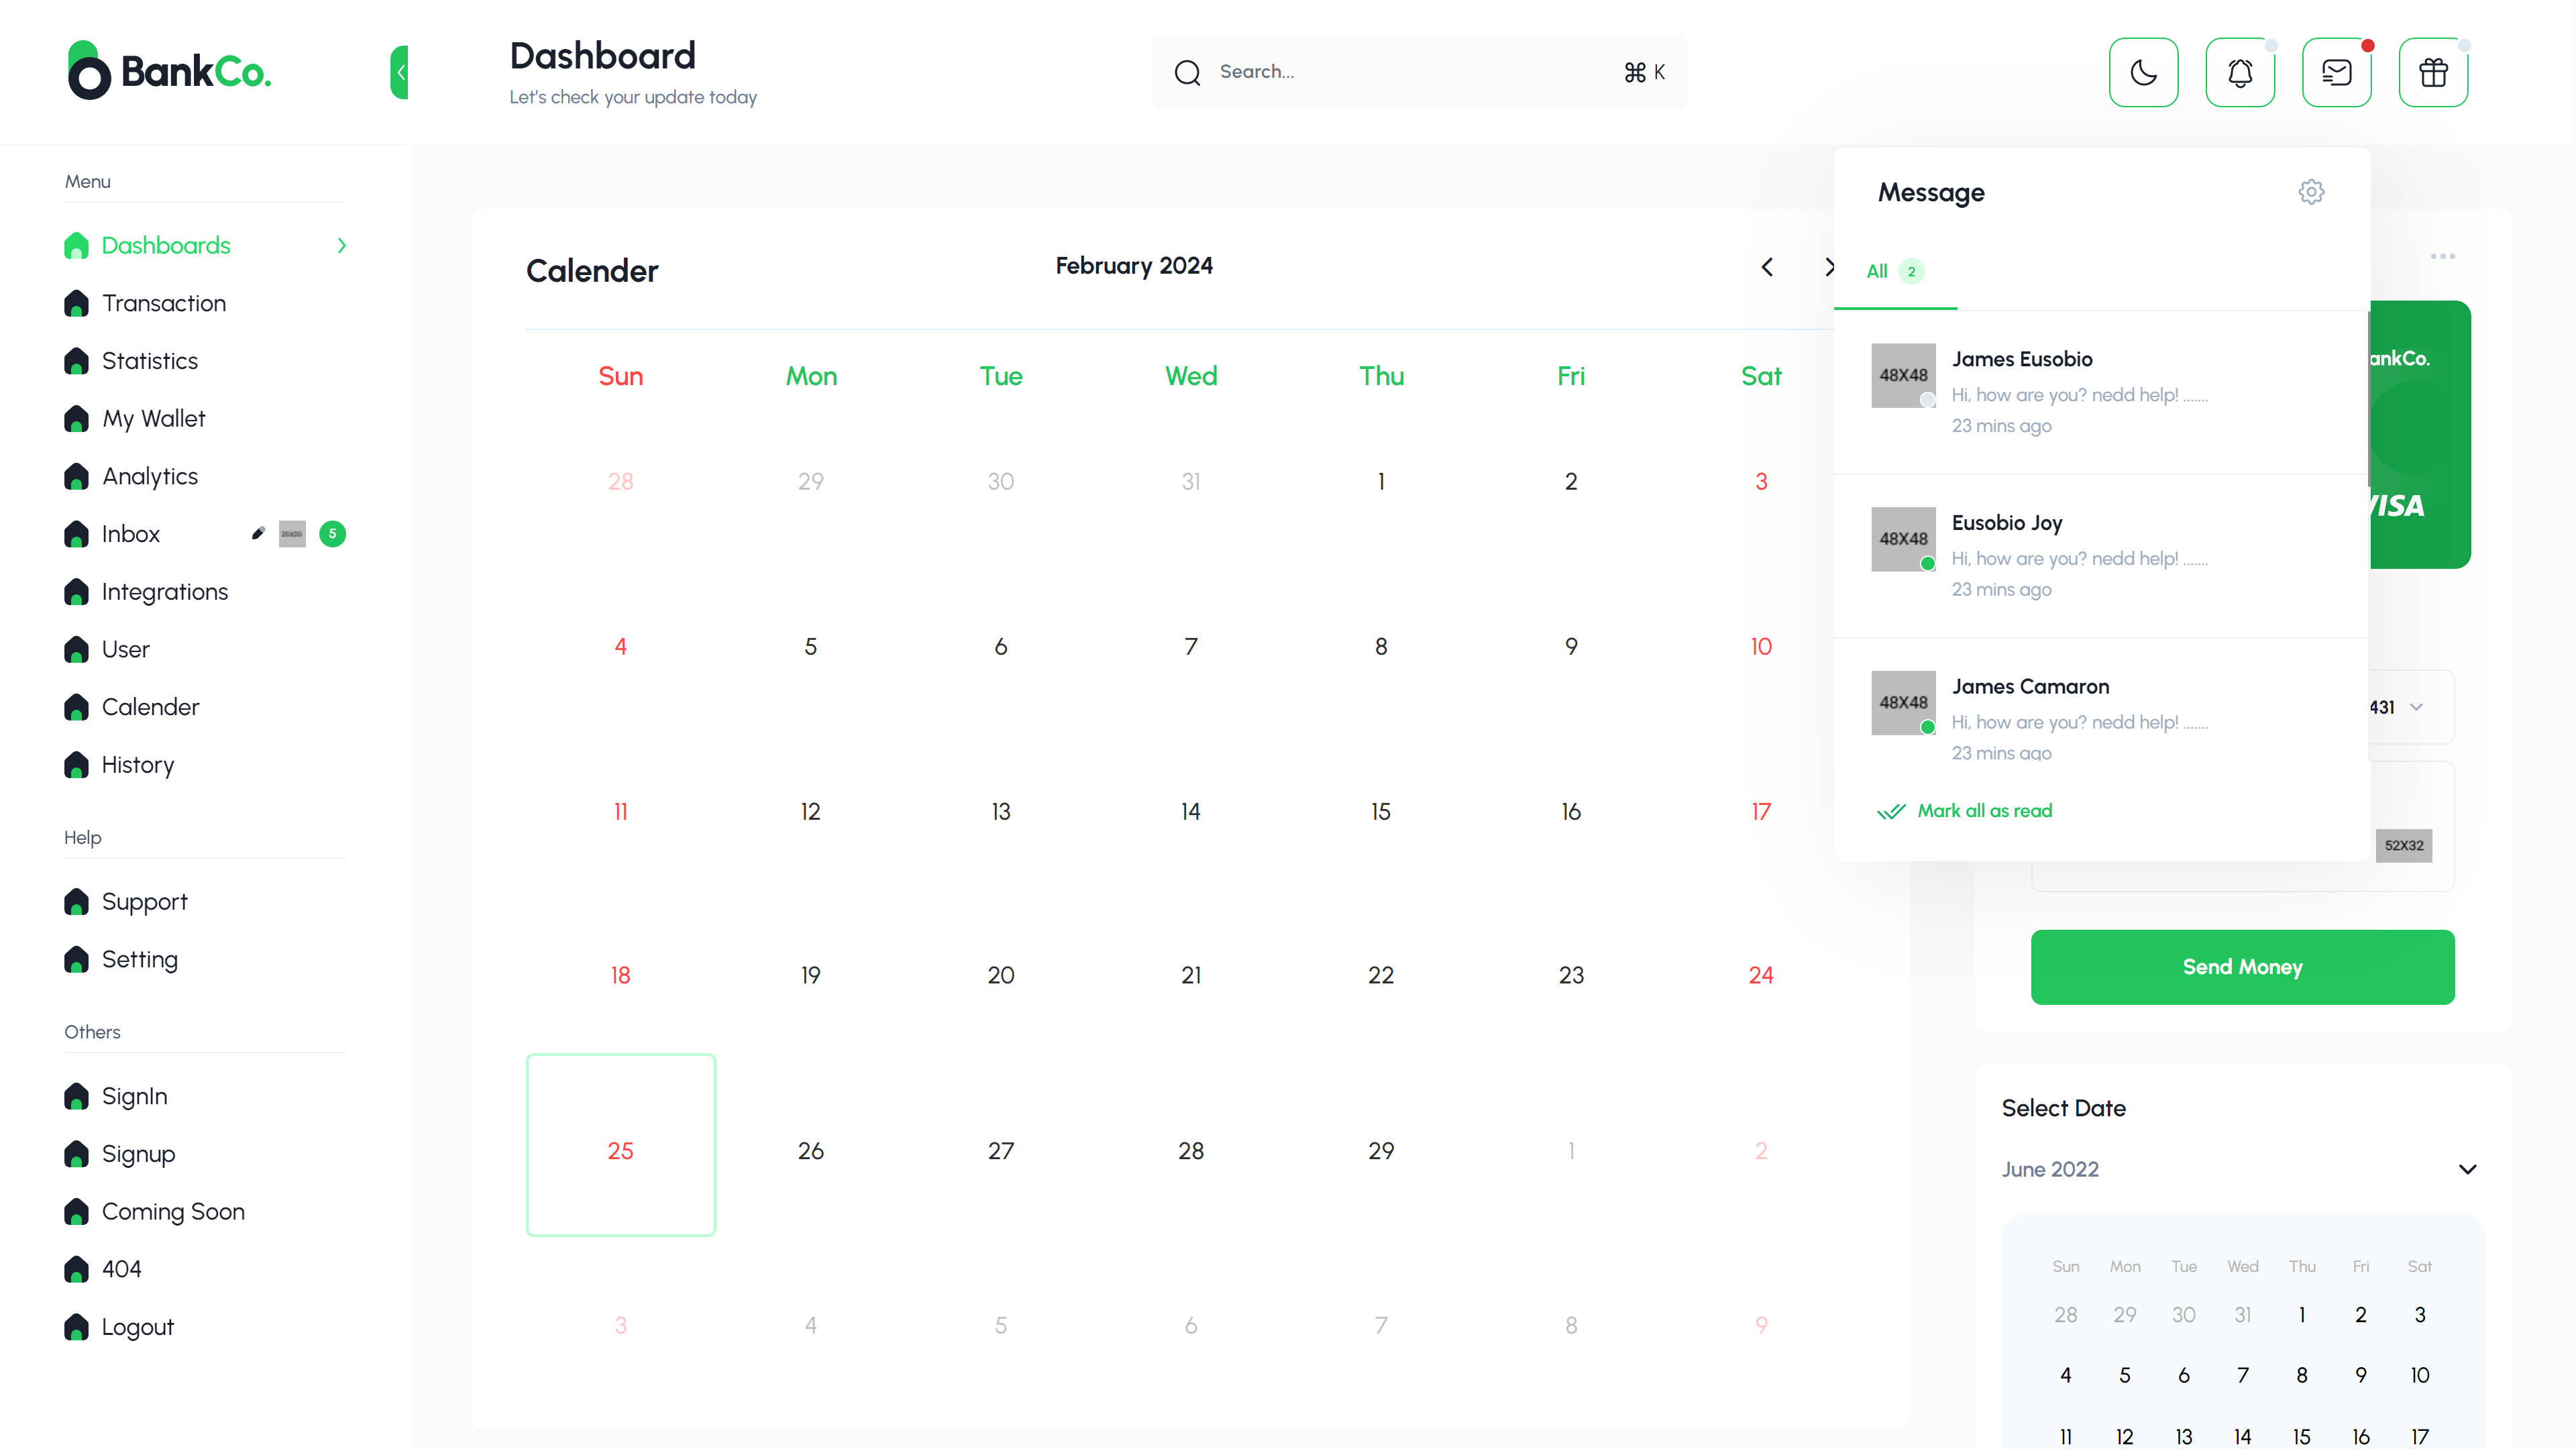 BankCo.
Dashboard
Let's check your update today
Search...
⌘ K
Menu
Dashboards
Transaction
Statistics
My Wallet
Analytics
Inbox
20x20
5
Integrations
User
Calender
History
Help
Support
Setting
Others
SignIn
Signup
Coming Soon
404
Logout
Calender
February 2024
Sun Mon Tue Wed Thu Fri Sat
28 29 30 31 1 2 3
4 5 6 7 8 9 10
11 12 13 14 15 16 17
18 19 20 21 22 23 24
25 26 27 28 29 1 2
3 4 5 6 7 8 9
Message
All 2
48X48
James Eusobio
Hi, how are you? nedd help! .......
23 mins ago
48X48
Eusobio Joy
Hi, how are you? nedd help! .......
23 mins ago
48X48
James Camaron
Hi, how are you? nedd help! .......
23 mins ago
Mark all as read
ankCo.
VISA
431
52X32
Send Money
Select Date
June 2022
Sun Mon Tue Wed Thu Fri Sat
28 29 30 31 1 2 3
4 5 6 7 8 9 10
11 12 13 14 15 16 17